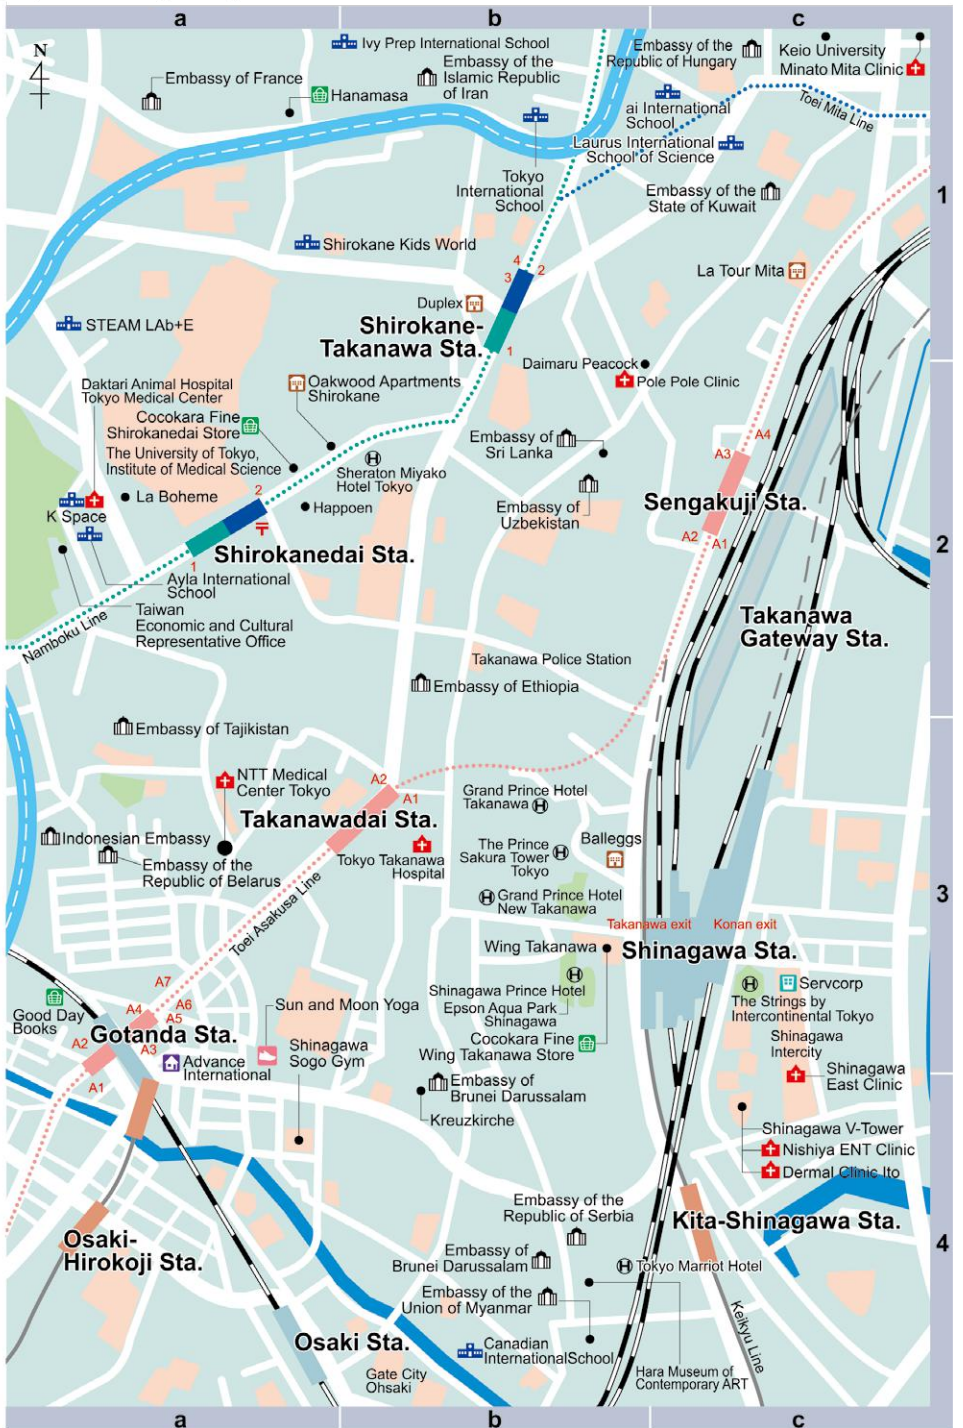 a
b
c
N
Ivy Prep International School
Embassy of the
Republic of Hungary
Keio University
Minato Mita Clinic
Embassy of France
Hanamasa
Embassy of the
Islamic Republic
of Iran
ai International
School
Toei Mita Line
Laurus International
School of Science
Tokyo
International
School
Embassy of the
State of Kuwait
1
Shirokane Kids World
4
3
2
La Tour Mita
Duplex
STEAM LAb+E
Shirokane-
Takanawa Sta.
1
Daimaru Peacock
Pole Pole Clinic
Daktari Animal Hospital
Tokyo Medical Center
Oakwood Apartments
Shirokane
Cocokara Fine
Shirokanedai Store
The University of Tokyo,
Institute of Medical Science
Embassy of
Sri Lanka
A4
A3
Sheraton Miyako
Hotel Tokyo
La Boheme
2
Happoen
K Space
Embassy of
Uzbekistan
Sengakuji Sta.
A2
A1
2
Shirokanedai Sta.
1
Ayla International
School
Taiwan
Economic and Cultural
Representative Office
Namboku Line
Takanawa
Gateway Sta.
Takanawa Police Station
Embassy of Ethiopia
Embassy of Tajikistan
NTT Medical
Center Tokyo
A2
A1
Grand Prince Hotel
Takanawa
Takanawadai Sta.
Indonesian Embassy
Embassy of the
Republic of Belarus
Tokyo Takanawa
Hospital
The Prince
Sakura Tower
Tokyo
Balleggs
Toei Asakusa Line
Grand Prince Hotel
New Takanawa
3
Takanawa exit
Konan exit
Wing Takanawa
Shinagawa Sta.
A7
A6
A5
A4
A3
A2
A1
Good Day
Books
Gotanda Sta.
Sun and Moon Yoga
Shinagawa Prince Hotel
Epson Aqua Park
Shinagawa
Servcorp
The Strings by
Intercontinental Tokyo
Cocokara Fine
Wing Takanawa Store
Shinagawa
Intercity
Advance
International
Shinagawa
Sogo Gym
Shinagawa
East Clinic
Embassy of
Brunei Darussalam
Kreuzkirche
Shinagawa V-Tower
Nishiya ENT Clinic
Dermal Clinic Ito
Embassy of the
Republic of Serbia
Kita-Shinagawa Sta.
Osaki-
Hirokoji Sta.
4
Embassy of
Brunei Darussalam
Tokyo Marriot Hotel
Embassy of the
Union of Myanmar
Keikyu Line
Osaki Sta.
Canadian
InternationalSchool
Gate City
Ohsaki
Hara Museum of
Contemporary ART
a
b
c